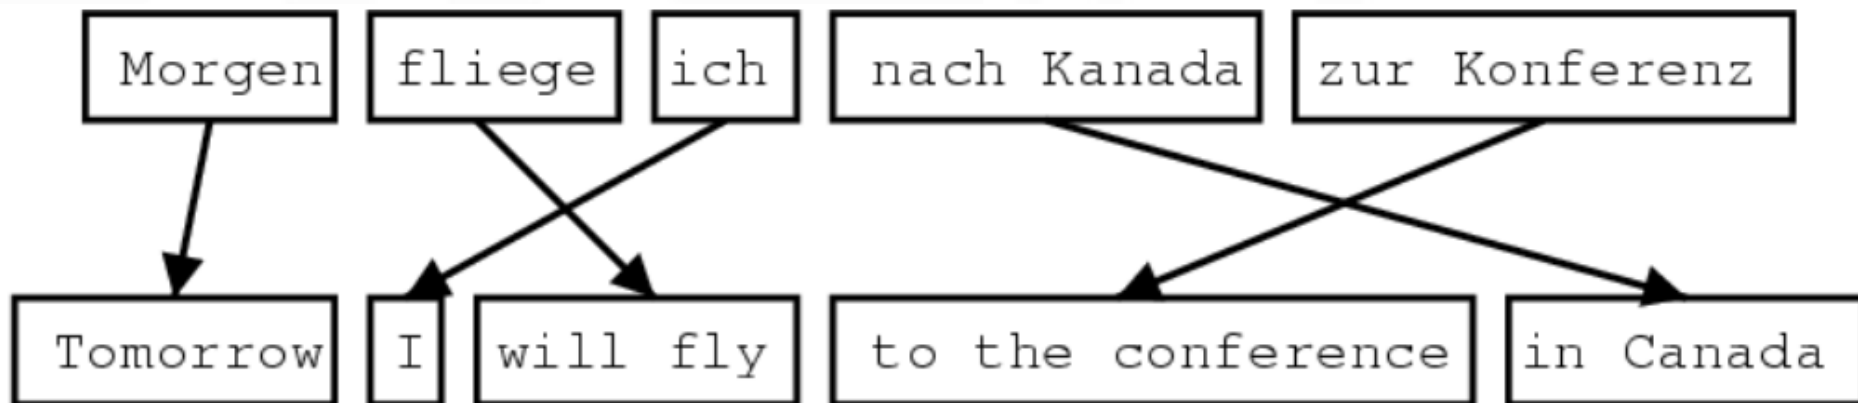 Morgen fliege ich nach Kanada zur Konferenz
Tomorrow I will fly to the conference in Canada